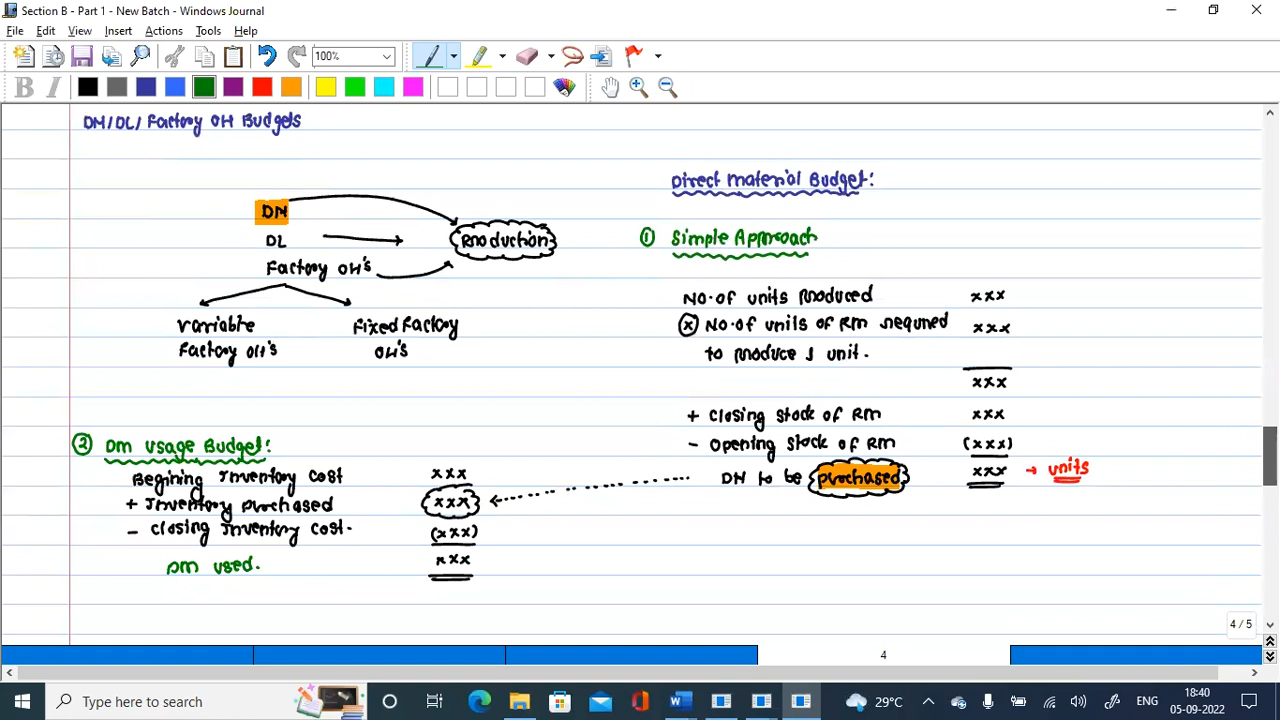 Section B - Part 1 - New Batch - Windows Journal
File Edit View Insert Actions Tools Help
100%
B I
DM/DL/Factory OH Budgets
DM
DL
Factory OH's
Production
Variable
Factory OH's
Fixed Factory
OH's
Direct Material Budget:
① Simple Approach
No. of units Produced xxx
ⓧ No. of units of Rm required xxx
to Produce 1 unit.
xxx
+ Closing Stock of Rm xxx
- Opening Stock of Rm (xxx)
DM to be purchased xxx → units
② Dm Usage Budget:
Begining Inventory Cost xxx
+ Inventory Purchased xxx
- Closing Inventory Cost. (xxx)
Dm used. xxx
4 / 5
4
Type here to search
29°C
ENG
18:40
05-09-2022